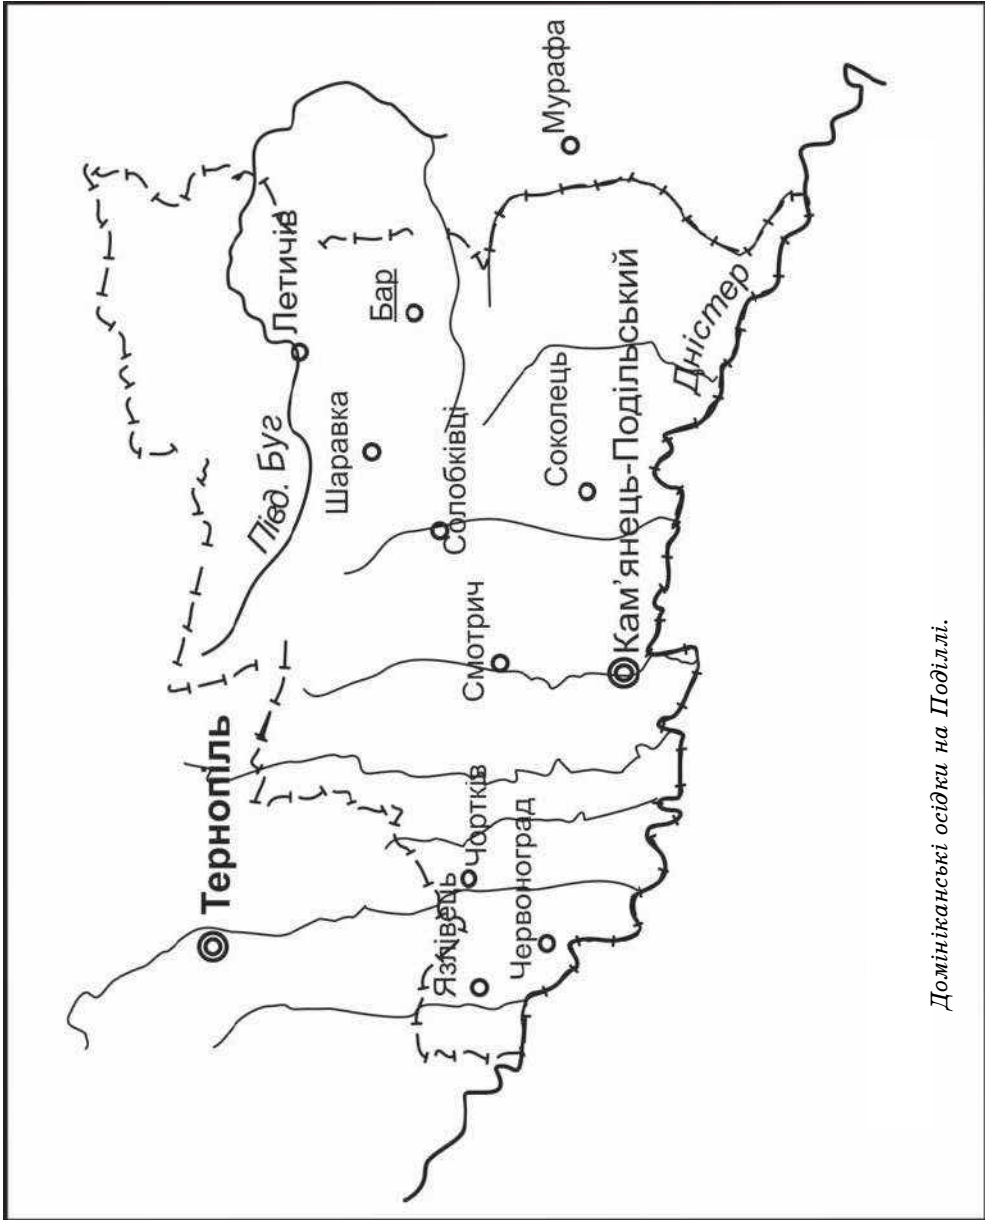 Тернопіль
Півд. Буг
Летичів
Шаравка
Бар
Солобківці
Смотрич
Чортків
Язлівець
Червоноград
Соколець
Мурафа
Кам’янець-Подільський
Дністер
Домініканські осідки на Поділлі.